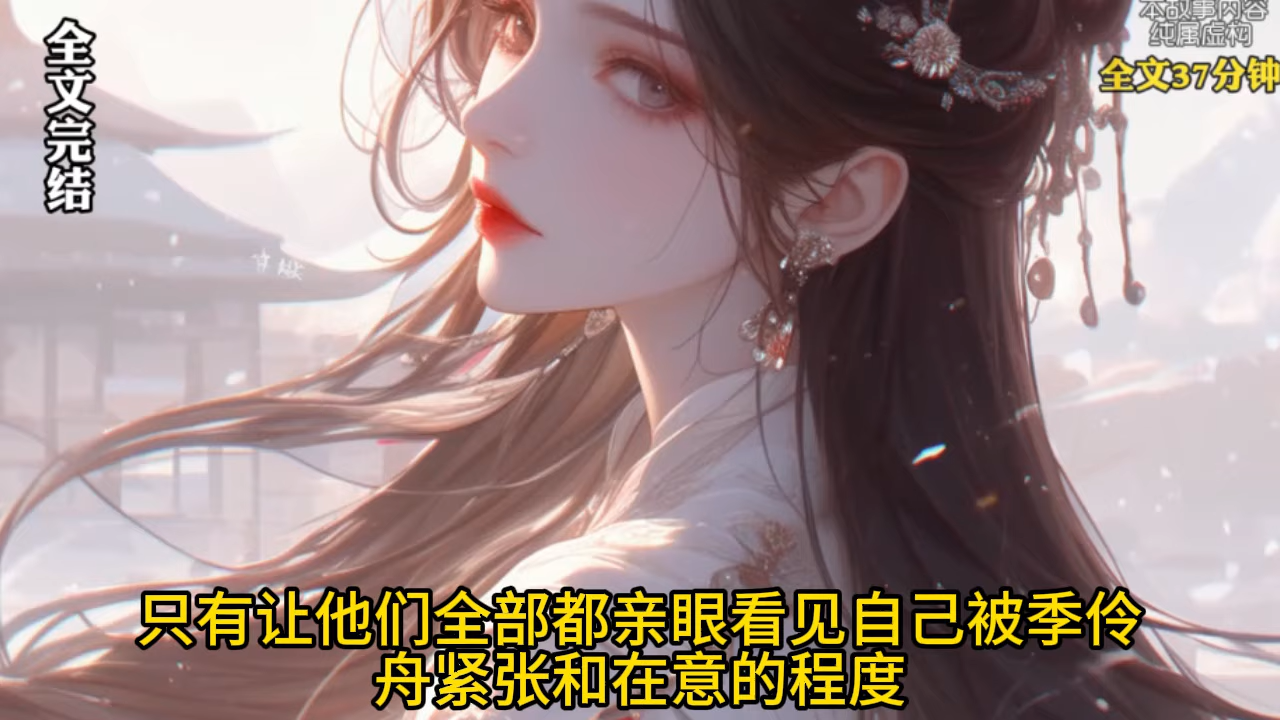 全文完结
本故事内容
纯属虚构
全文37分钟
只有让他们全部都亲眼看见自己被季伶
舟紧张和在意的程度